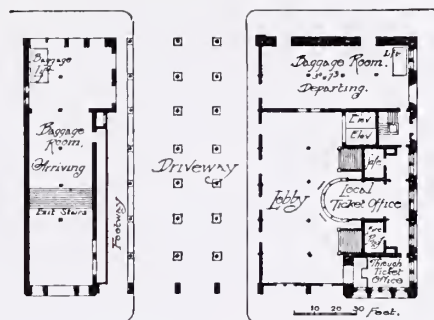 Baggage
Lift
Baggage
Room.
Arriving
Exit Stairs
Footway
Driveway
Baggage Room.
Departing.
Lift
Elev
Elev
Lobby
Local
Ticket Office
Through
Ticket
Office
10 20 30 Feet.